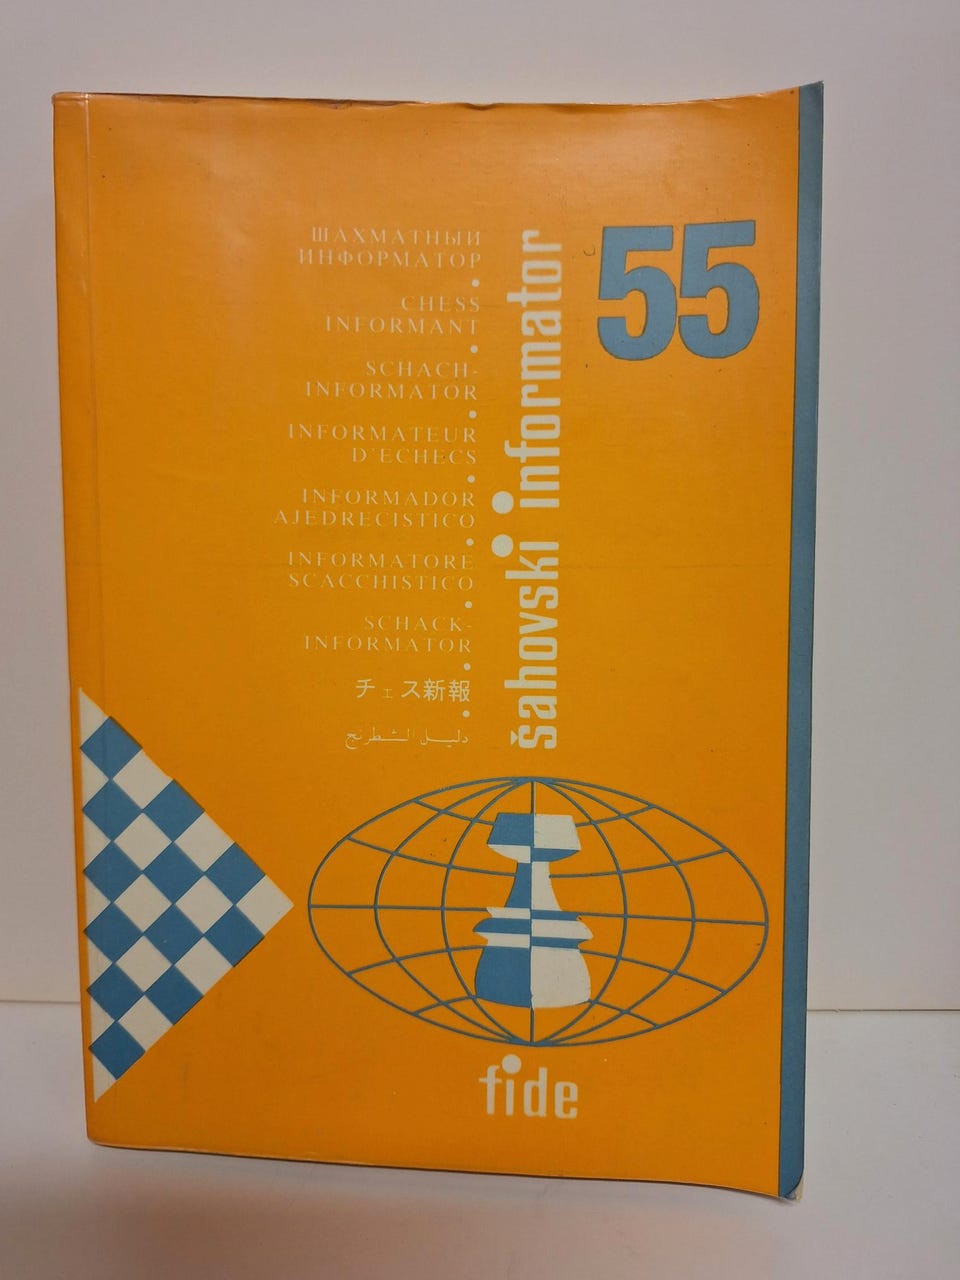 55
ШАХМАТНЫЙ
ИНФОРМАТОР
CHESS
INFORMANT
SCHACH-
INFORMATOR
INFORMATEUR
D'ECHECS
INFORMADOR
AJEDRECISTICO
INFORMATORE
SCACCHISTICO
SCHACK-
INFORMATOR
チェス新報
دليل الشطرنج
šahovski informator
fide